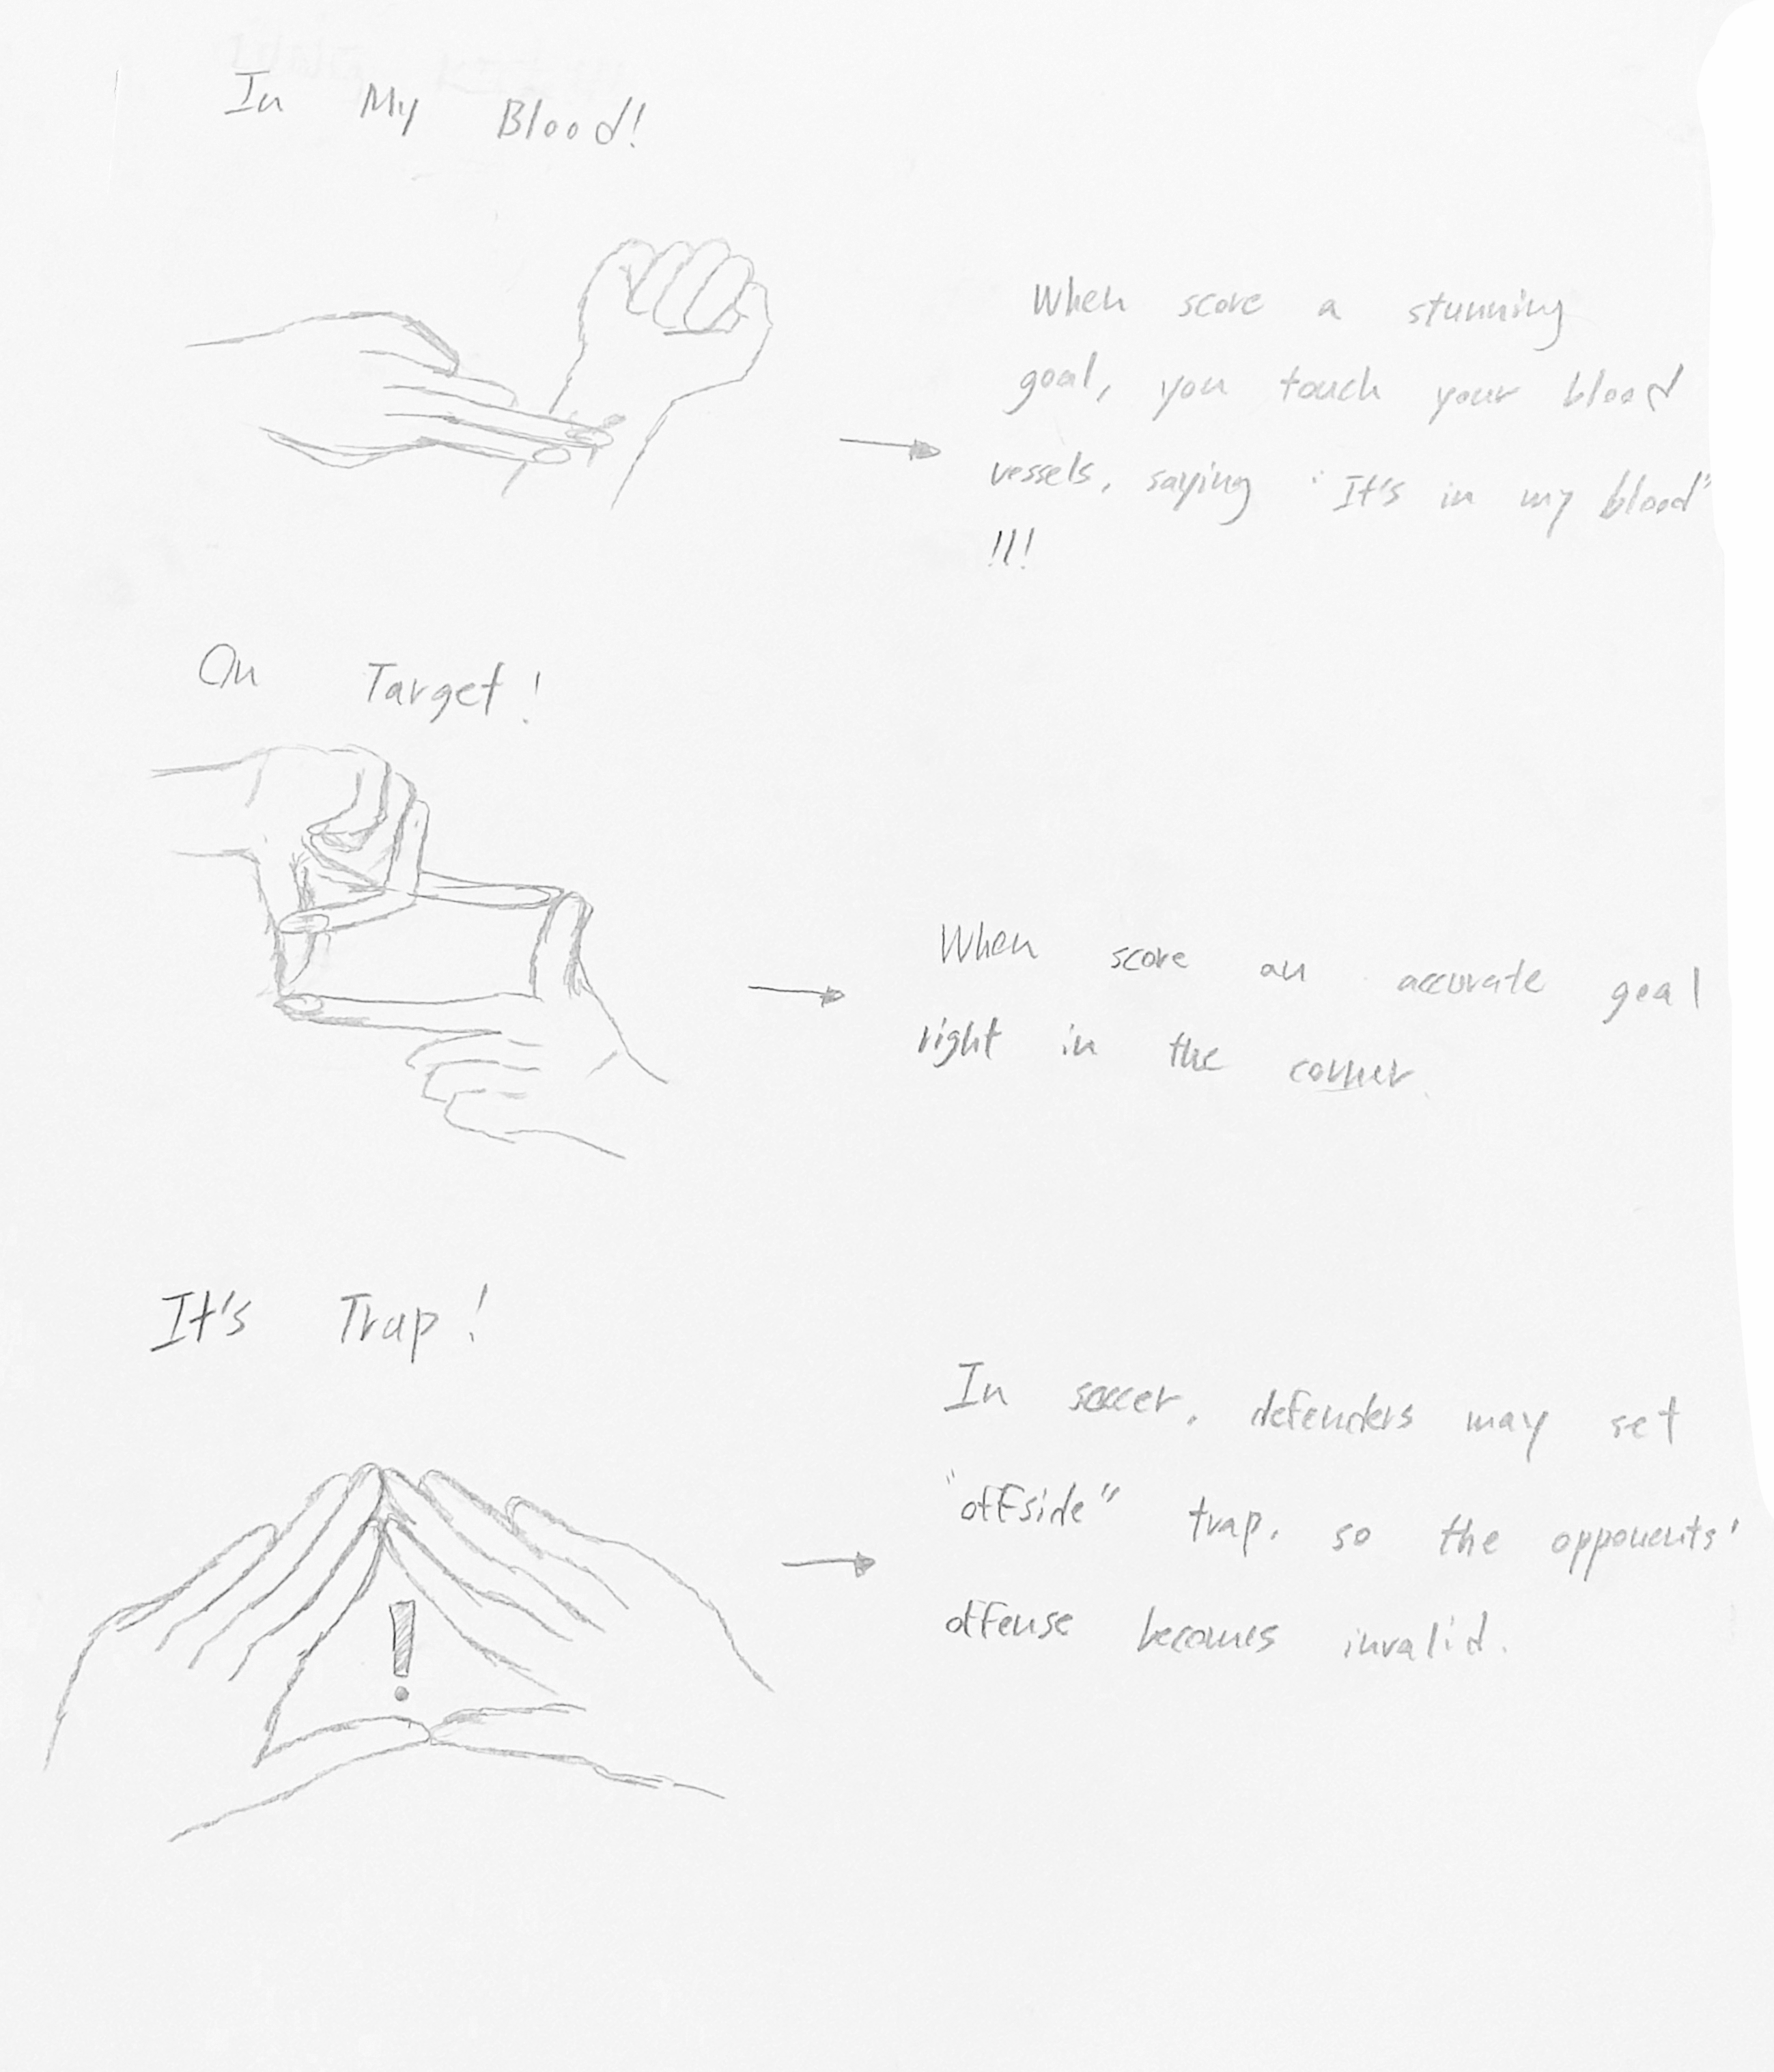 In My Blood!
When score a stunning
goal, you touch your blood
vessels, saying "It's in my blood"
!!!
On Target!
When score an accurate goal
right in the corner.
It's Trap!
In soccer, defenders may set
"offside" trap, so the opponents'
offense becomes invalid.
!